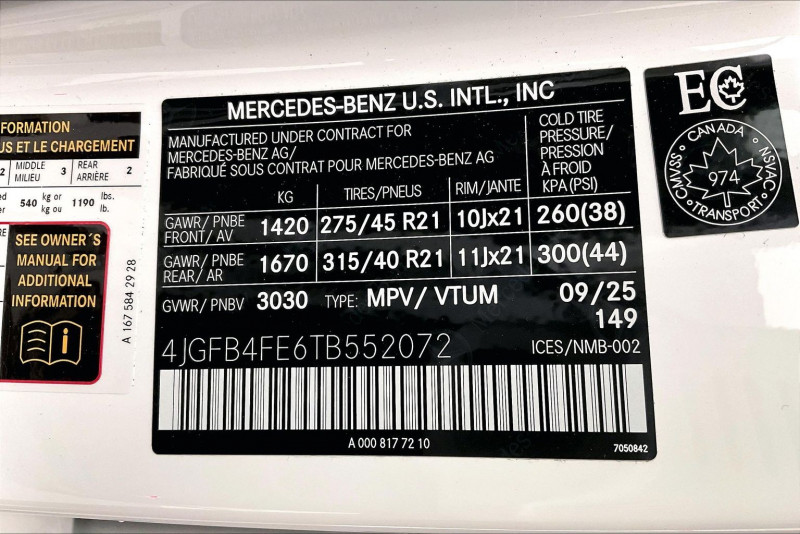 FORMATION
US ET LE CHARGEMENT
2 MIDDLE MILIEU 3 REAR ARRIÈRE 2
540 kg or kg ou 1190 lbs. lb.
SEE OWNER´S
MANUAL FOR
ADDITIONAL
INFORMATION
A 167 584 29 28
MERCEDES-BENZ U.S. INTL., INC
MANUFACTURED UNDER CONTRACT FOR
MERCEDES-BENZ AG/
FABRIQUÉ SOUS CONTRAT POUR MERCEDES-BENZ AG
COLD TIRE
PRESSURE/
PRESSION
À FROID
KPA(PSI)
KG TIRES/PNEUS RIM/JANTE
GAWR/ PNBE
FRONT/ AV 1420 275/45 R21 10Jx21 260(38)
GAWR/ PNBE
REAR/ AR 1670 315/40 R21 11Jx21 300(44)
GVWR/ PNBV 3030 TYPE: MPV/ VTUM 09/25
149
4JGFB4FE6TB552072 ICES/NMB-002
A 000 817 72 10
7050842
EC
CANADA
CMVSS
NSVAC
974
TRANSPORT